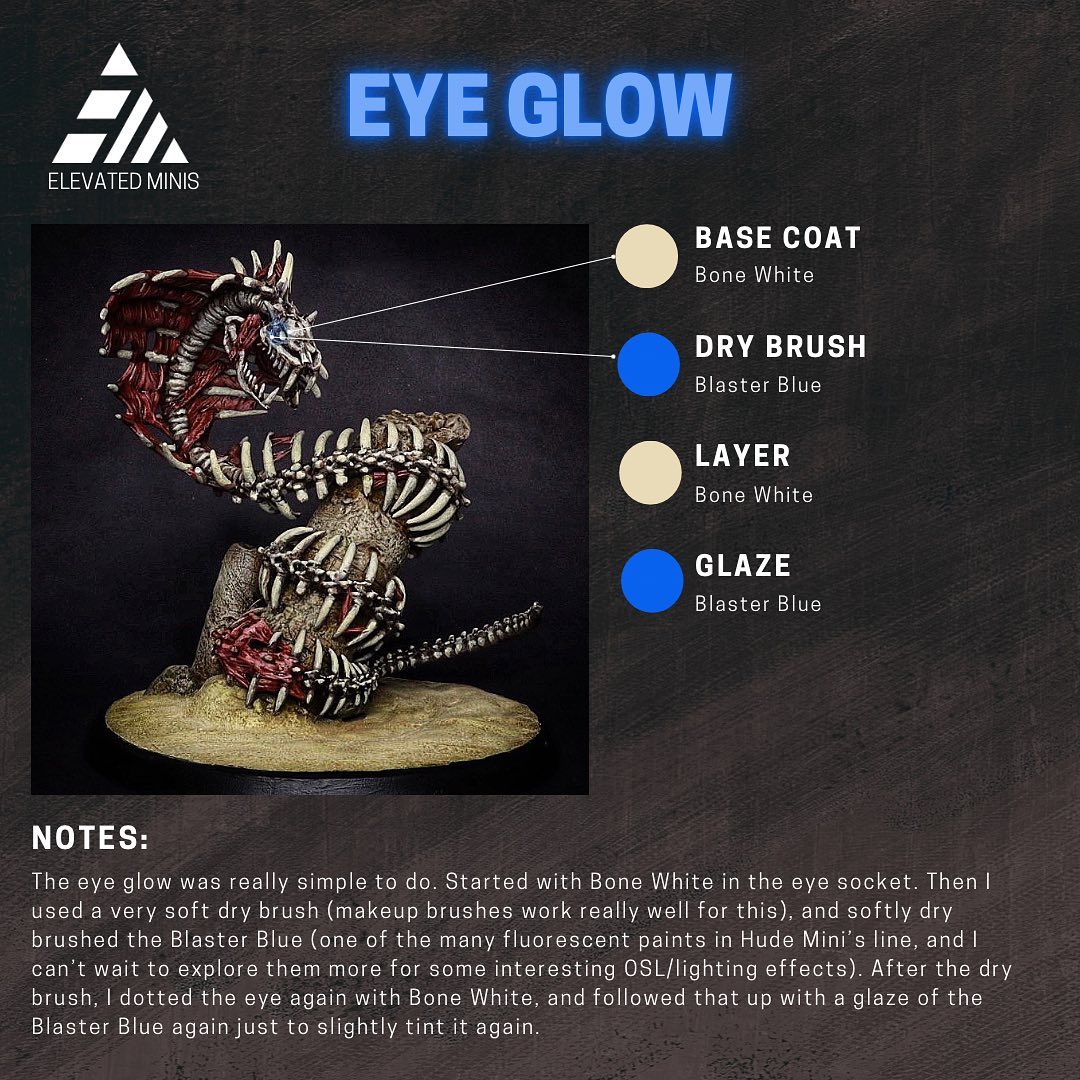 EYE GLOW
ELEVATED MINIS
BASE COAT
Bone White
DRY BRUSH
Blaster Blue
LAYER
Bone White
GLAZE
Blaster Blue
NOTES:
The eye glow was really simple to do. Started with Bone White in the eye socket. Then I
used a very soft dry brush (makeup brushes work really well for this), and softly dry
brushed the Blaster Blue (one of the many fluorescent paints in Hude Mini's line, and I
can't wait to explore them more for some interesting OSL/lighting effects). After the dry
brush, I dotted the eye again with Bone White, and followed that up with a glaze of the
Blaster Blue again just to slightly tint it again.